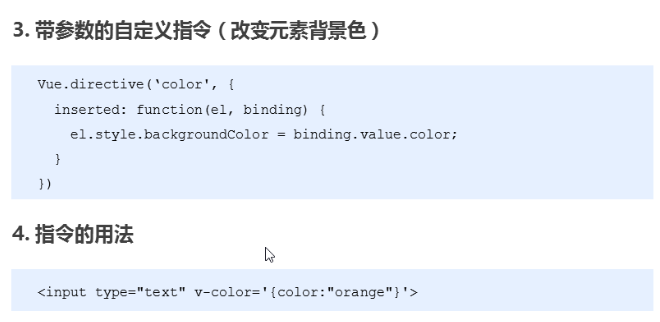 3. 带参数的自定义指令（改变元素背景色）
Vue.directive(‘color', {
  inserted: function(el, binding) {
    el.style.backgroundColor = binding.value.color;
  }
})
4. 指令的用法
<input type="text" v-color='{color:"orange"}'>